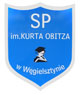 SP
im.KURTA OBITZA
w Węgielsztynie